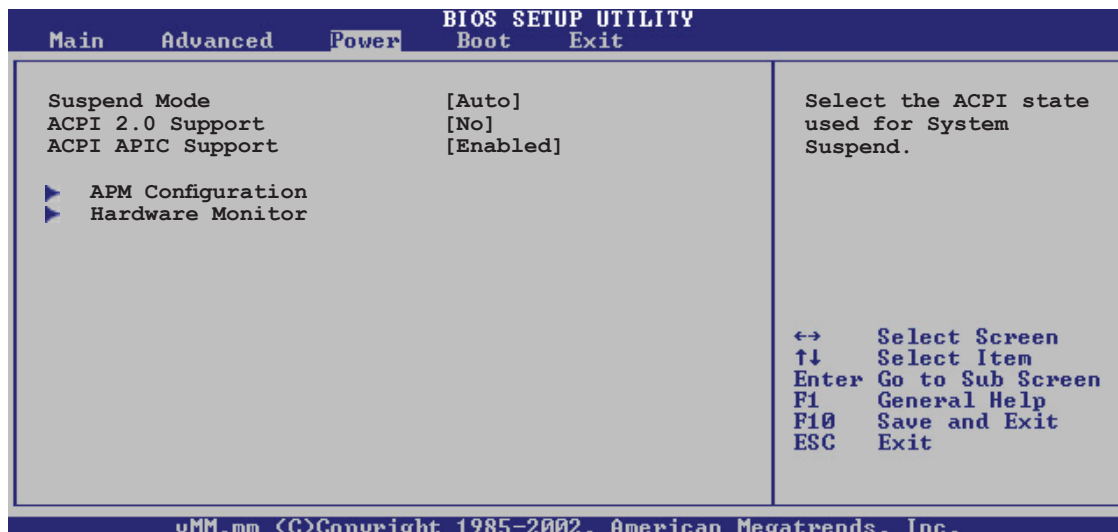 BIOS SETUP UTILITY
Main Advanced Power Boot Exit
Suspend Mode [Auto]
ACPI 2.0 Support [No]
ACPI APIC Support [Enabled]
APM Configuration
Hardware Monitor
Select the ACPI state
used for System
Suspend.
←→ Select Screen
↑↓ Select Item
Enter Go to Sub Screen
F1 General Help
F10 Save and Exit
ESC Exit
vMM.mm (C)Copyright 1985-2002, American Megatrends, Inc.